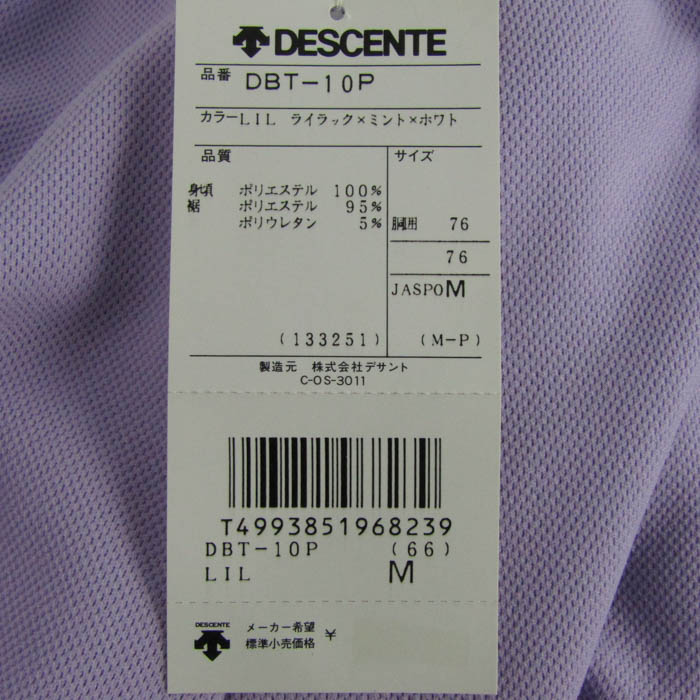 DESCENTE
品番 DBT-10P
カラー LIL ライラック×ミント×ホワト
品質 サイズ
身頃 ポリエステル 100%
裾 ポリエステル 95%
ポリウレタン 5% 胴囲 76
76
JASPO M
(133251) (M-P)
製造元 株式会社デサント
C-OS-3011
T4993851968239
DBT-10P (66)
LIL M
DESCENTE メーカー希望
標準小売価格 ¥